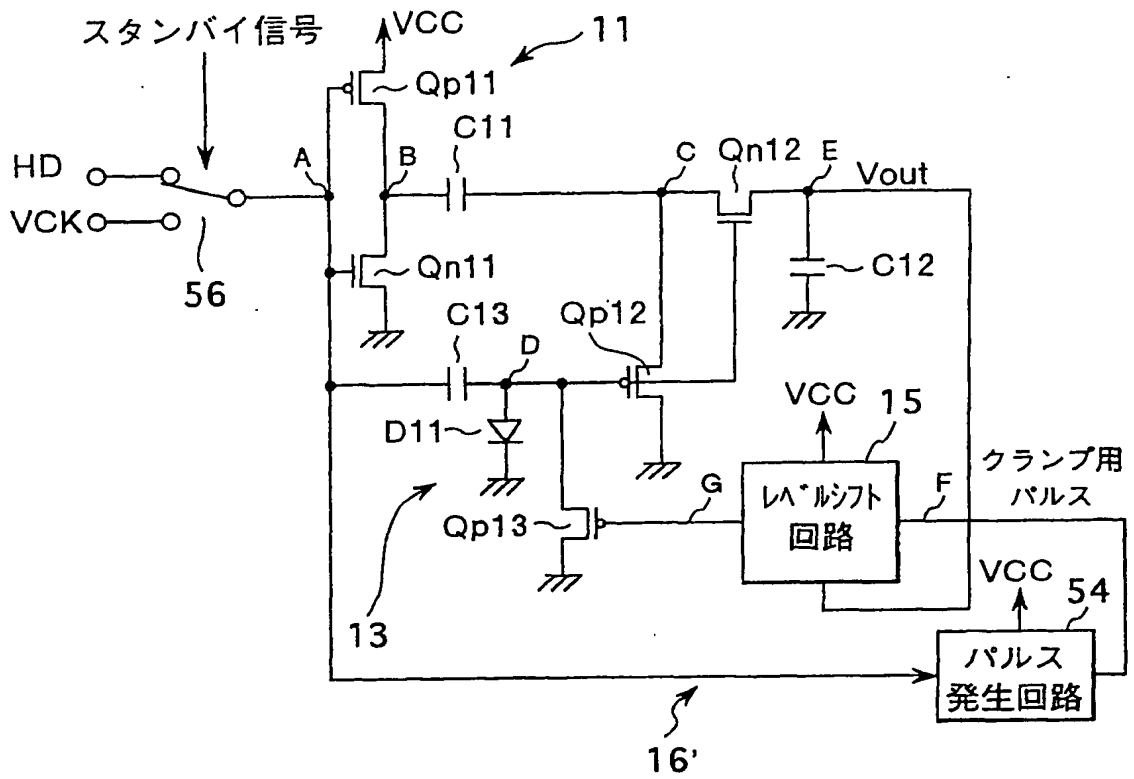 スタンバイ信号
VCC
11
Qp11
C11
HD
A
B
C
Qn12
E
Vout
VCK
56
Qn11
C12
C13
Qp12
D
D11
VCC
15
クランプ用
パルス
G
レベルシフト
回路
F
Qp13
VCC
54
13
パルス
発生回路
16'